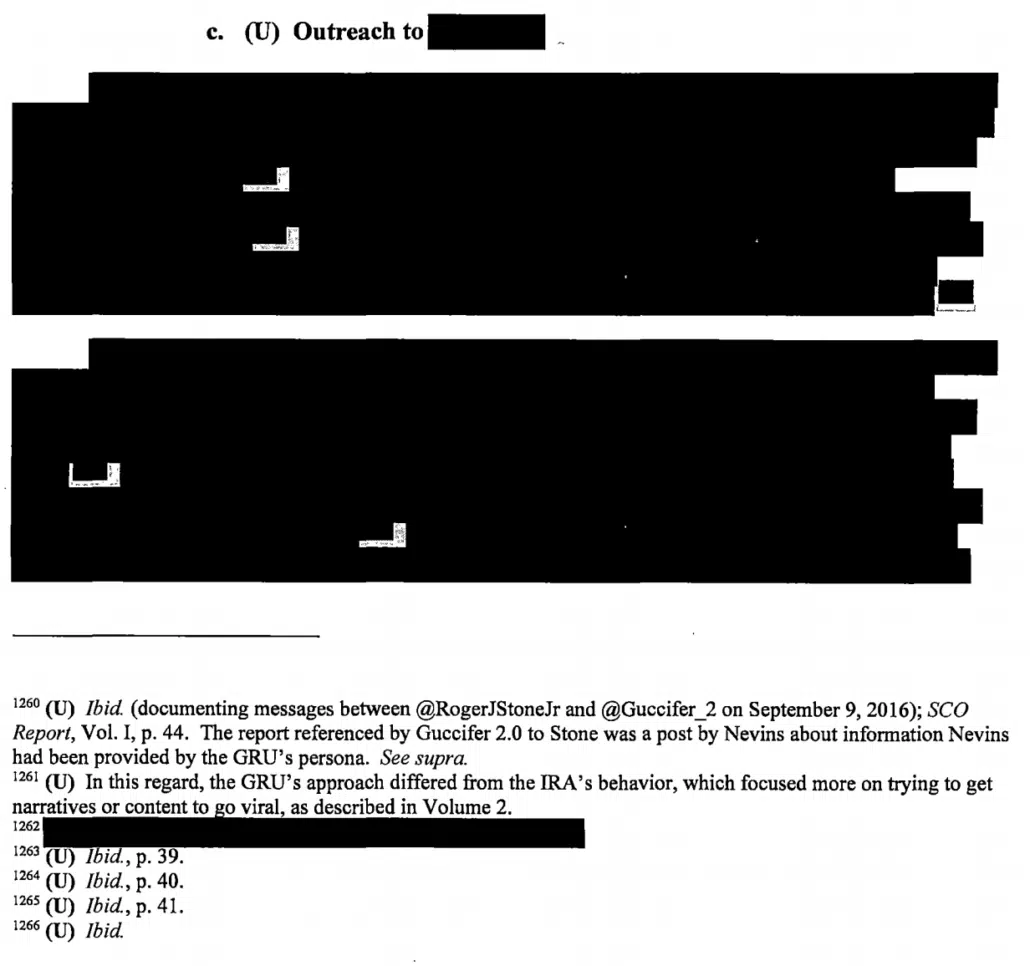 c. (U) Outreach to
1260 (U) Ibid. (documenting messages between @RogerJStoneJr and @Guccifer_2 on September 9, 2016); SCO
Report, Vol. I, p. 44. The report referenced by Guccifer 2.0 to Stone was a post by Nevins about information Nevins
had been provided by the GRU's persona. See supra.
1261 (U) In this regard, the GRU's approach differed from the IRA's behavior, which focused more on trying to get
narratives or content to go viral, as described in Volume 2.
1262
1263 (U) Ibid., p. 39.
1264 (U) Ibid., p. 40.
1265 (U) Ibid., p. 41.
1266 (U) Ibid.